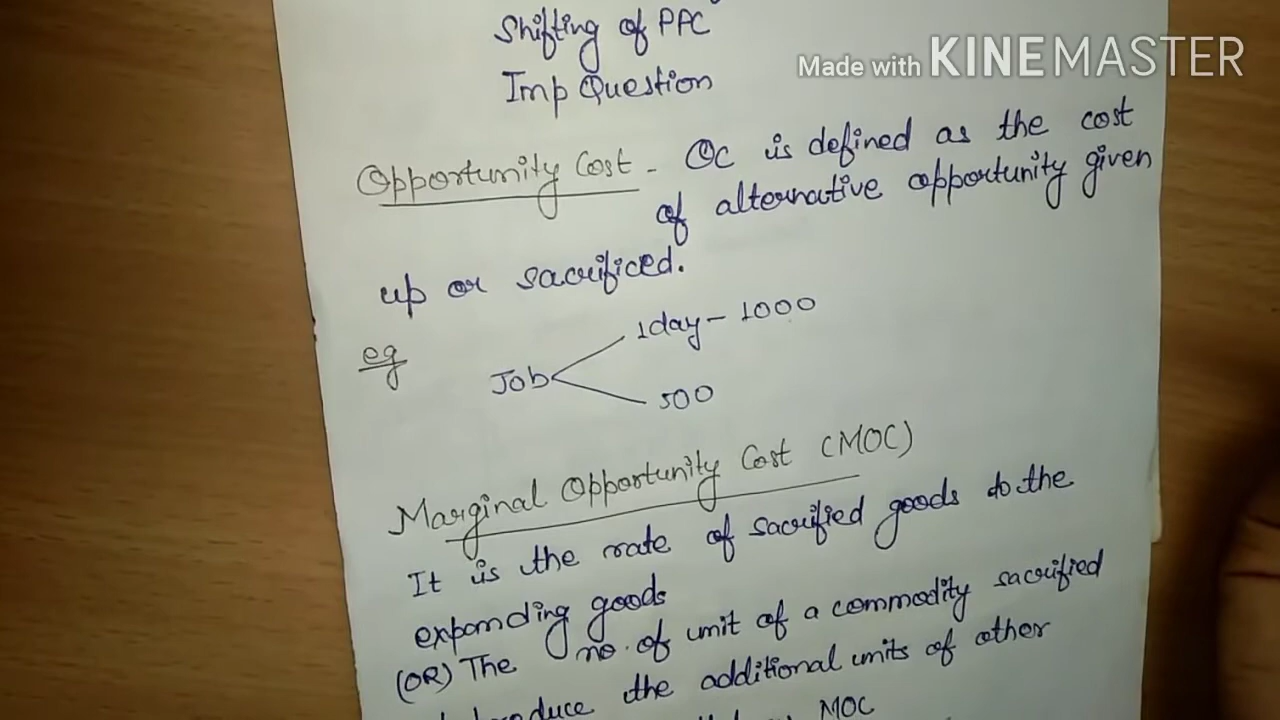 Shifting of PPC
Made with KINEMASTER
Imp Question
Opportunity Cost - OC is defined as the cost
of alternative opportunity given
up or sacrificed.
eg
Job
1day - 1000
500
Marginal Opportunity Cost (MOC)
It is the rate of sacrified goods to the
expanding goods
(OR) The no. of unit of a commodity sacrified
the additional units of other
MOC